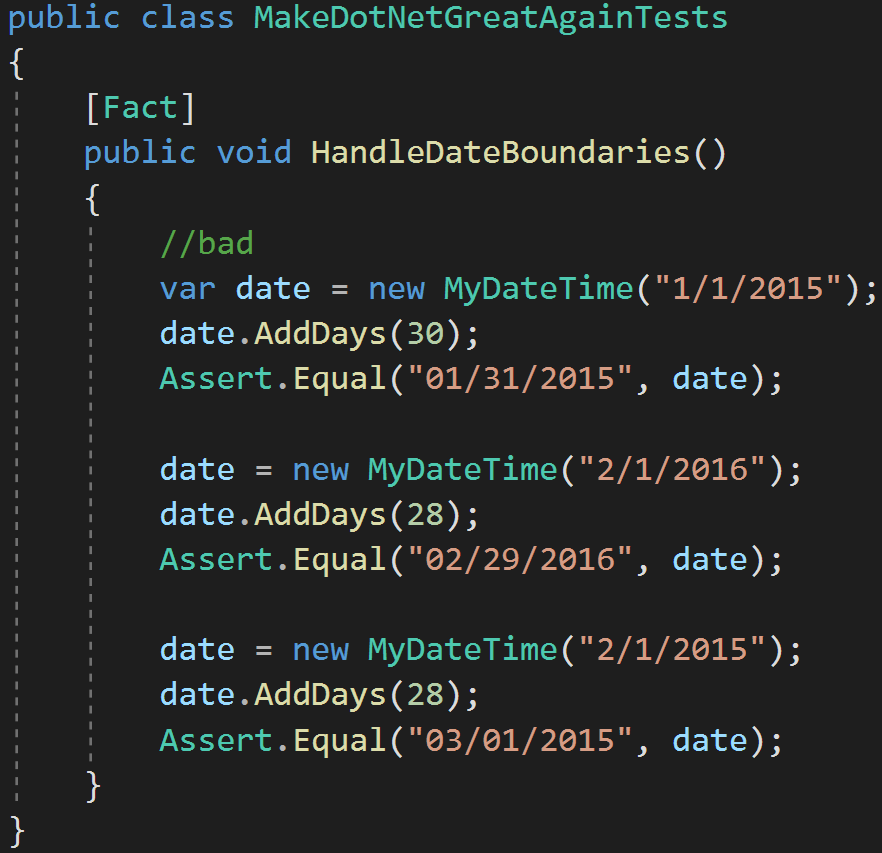 public class MakeDotNetGreatAgainTests
{
[Fact]
public void HandleDateBoundaries()
{
//bad
var date = new MyDateTime("1/1/2015");
date.AddDays(30);
Assert.Equal("01/31/2015", date);
date = new MyDateTime("2/1/2016");
date.AddDays(28);
Assert.Equal("02/29/2016", date);
date = new MyDateTime("2/1/2015");
date.AddDays(28);
Assert.Equal("03/01/2015", date);
}
}